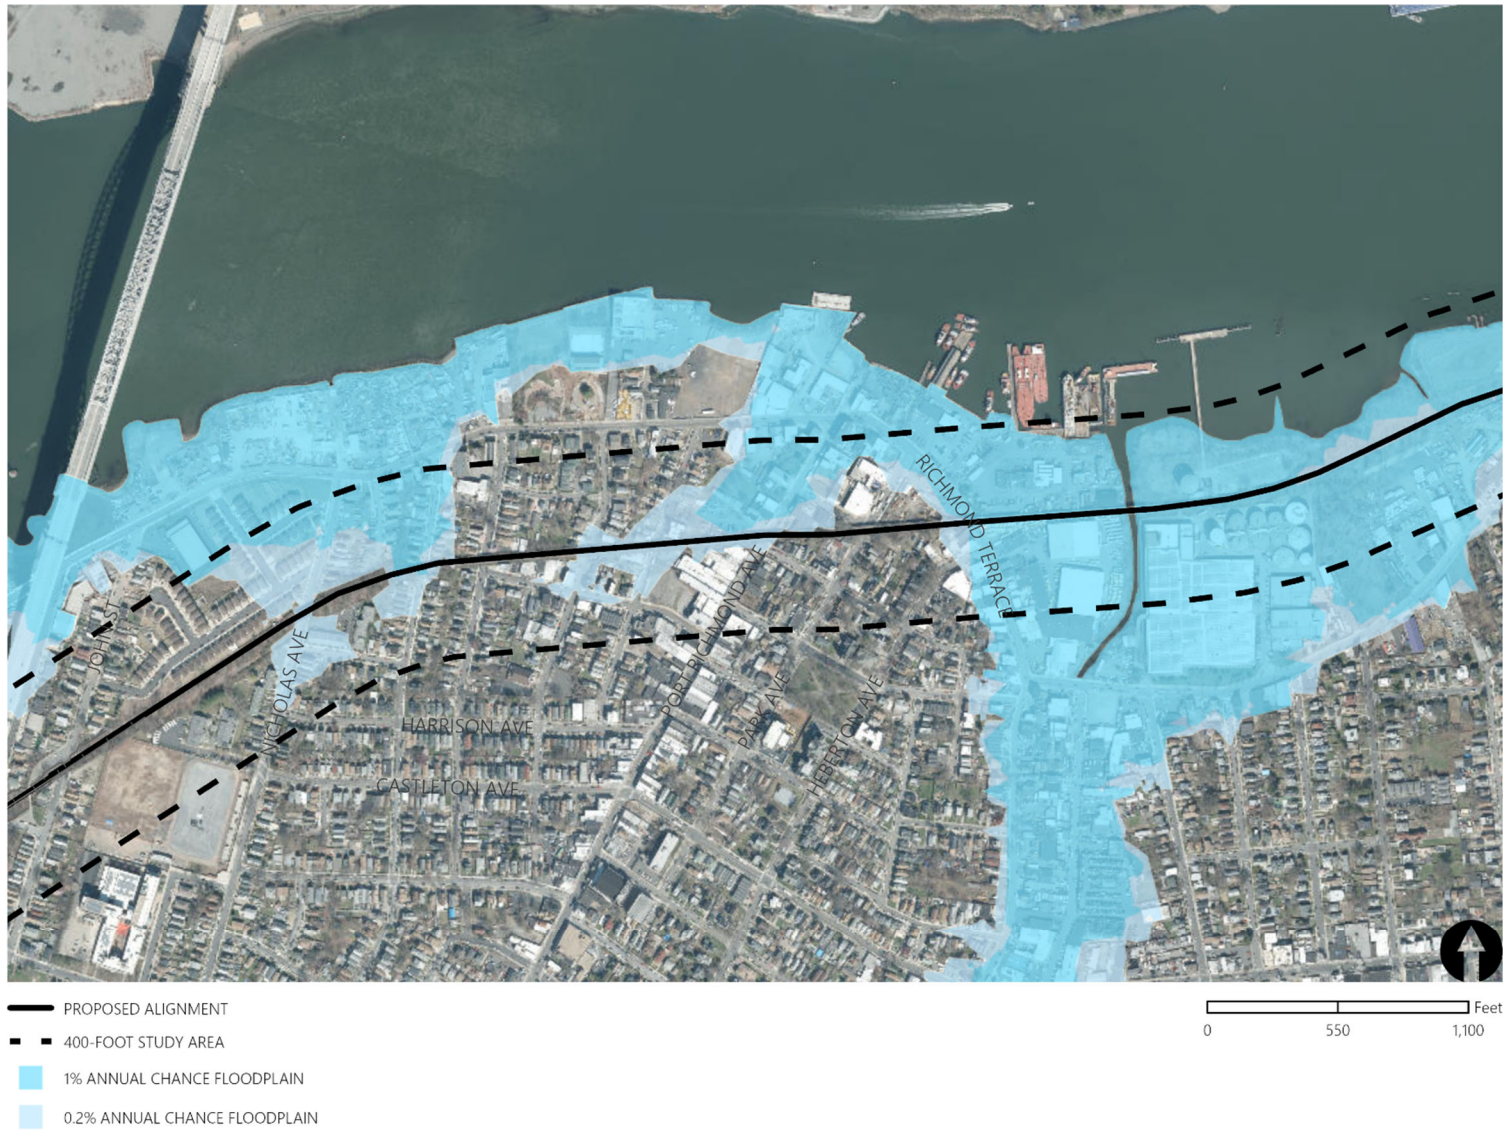 RICHMOND TERRACE
JOHN ST
NICHOLAS AVE
PORT RICHMOND AVE
PARK AVE
HEBERTON AVE
HARRISON AVE
CASTLETON AVE
PROPOSED ALIGNMENT
400-FOOT STUDY AREA
1% ANNUAL CHANCE FLOODPLAIN
0.2% ANNUAL CHANCE FLOODPLAIN
Feet
0 550 1,100